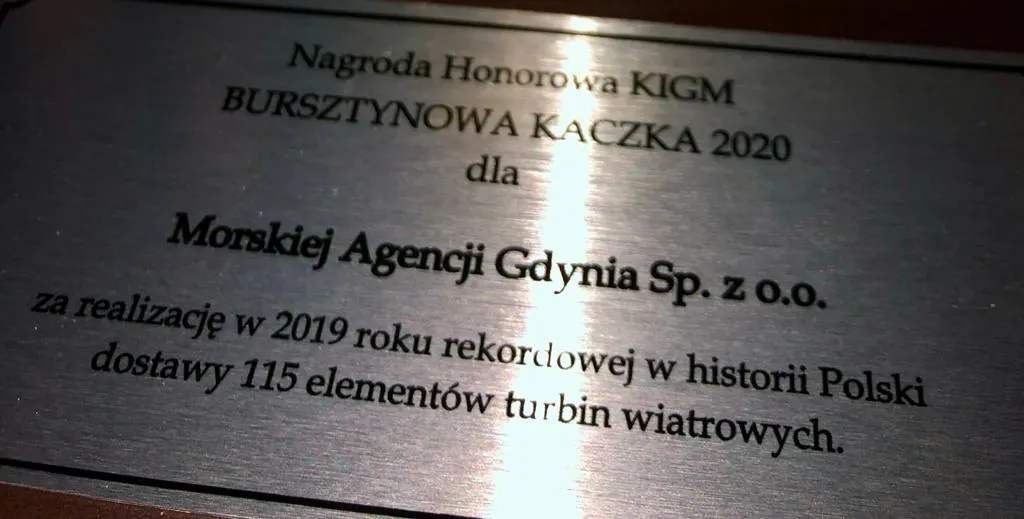 Nagroda Honorowa KIGM
BURSZTYNOWA KACZKA 2020
dla
Morskiej Agencji Gdynia Sp. z o.o.
za realizację w 2019 roku rekordowej w historii Polski
dostawy 115 elementów turbin wiatrowych.